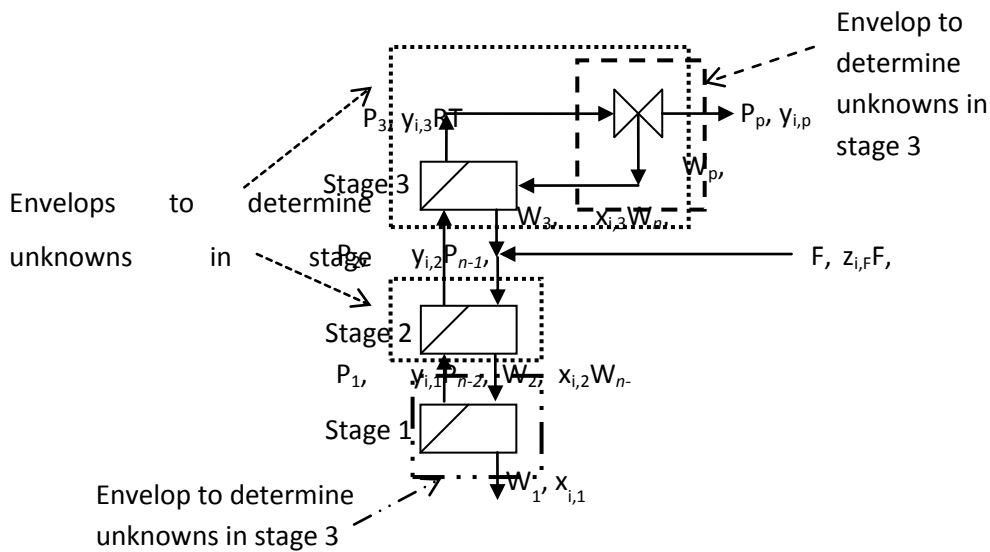 Envelop to
determine
unknowns in
stage 3
P3, yi,3RT
Pp, yi,p
Wp,
Stage 3
Envelops to determine
unknowns in stage
W3, xi,3Wn,
P2, yi,2Pn-1,
F, zi,FF,
Stage 2
P1, yi,1Pn-2, W2, xi,2Wn-
Stage 1
W1, xi,1
Envelop to determine
unknowns in stage 3